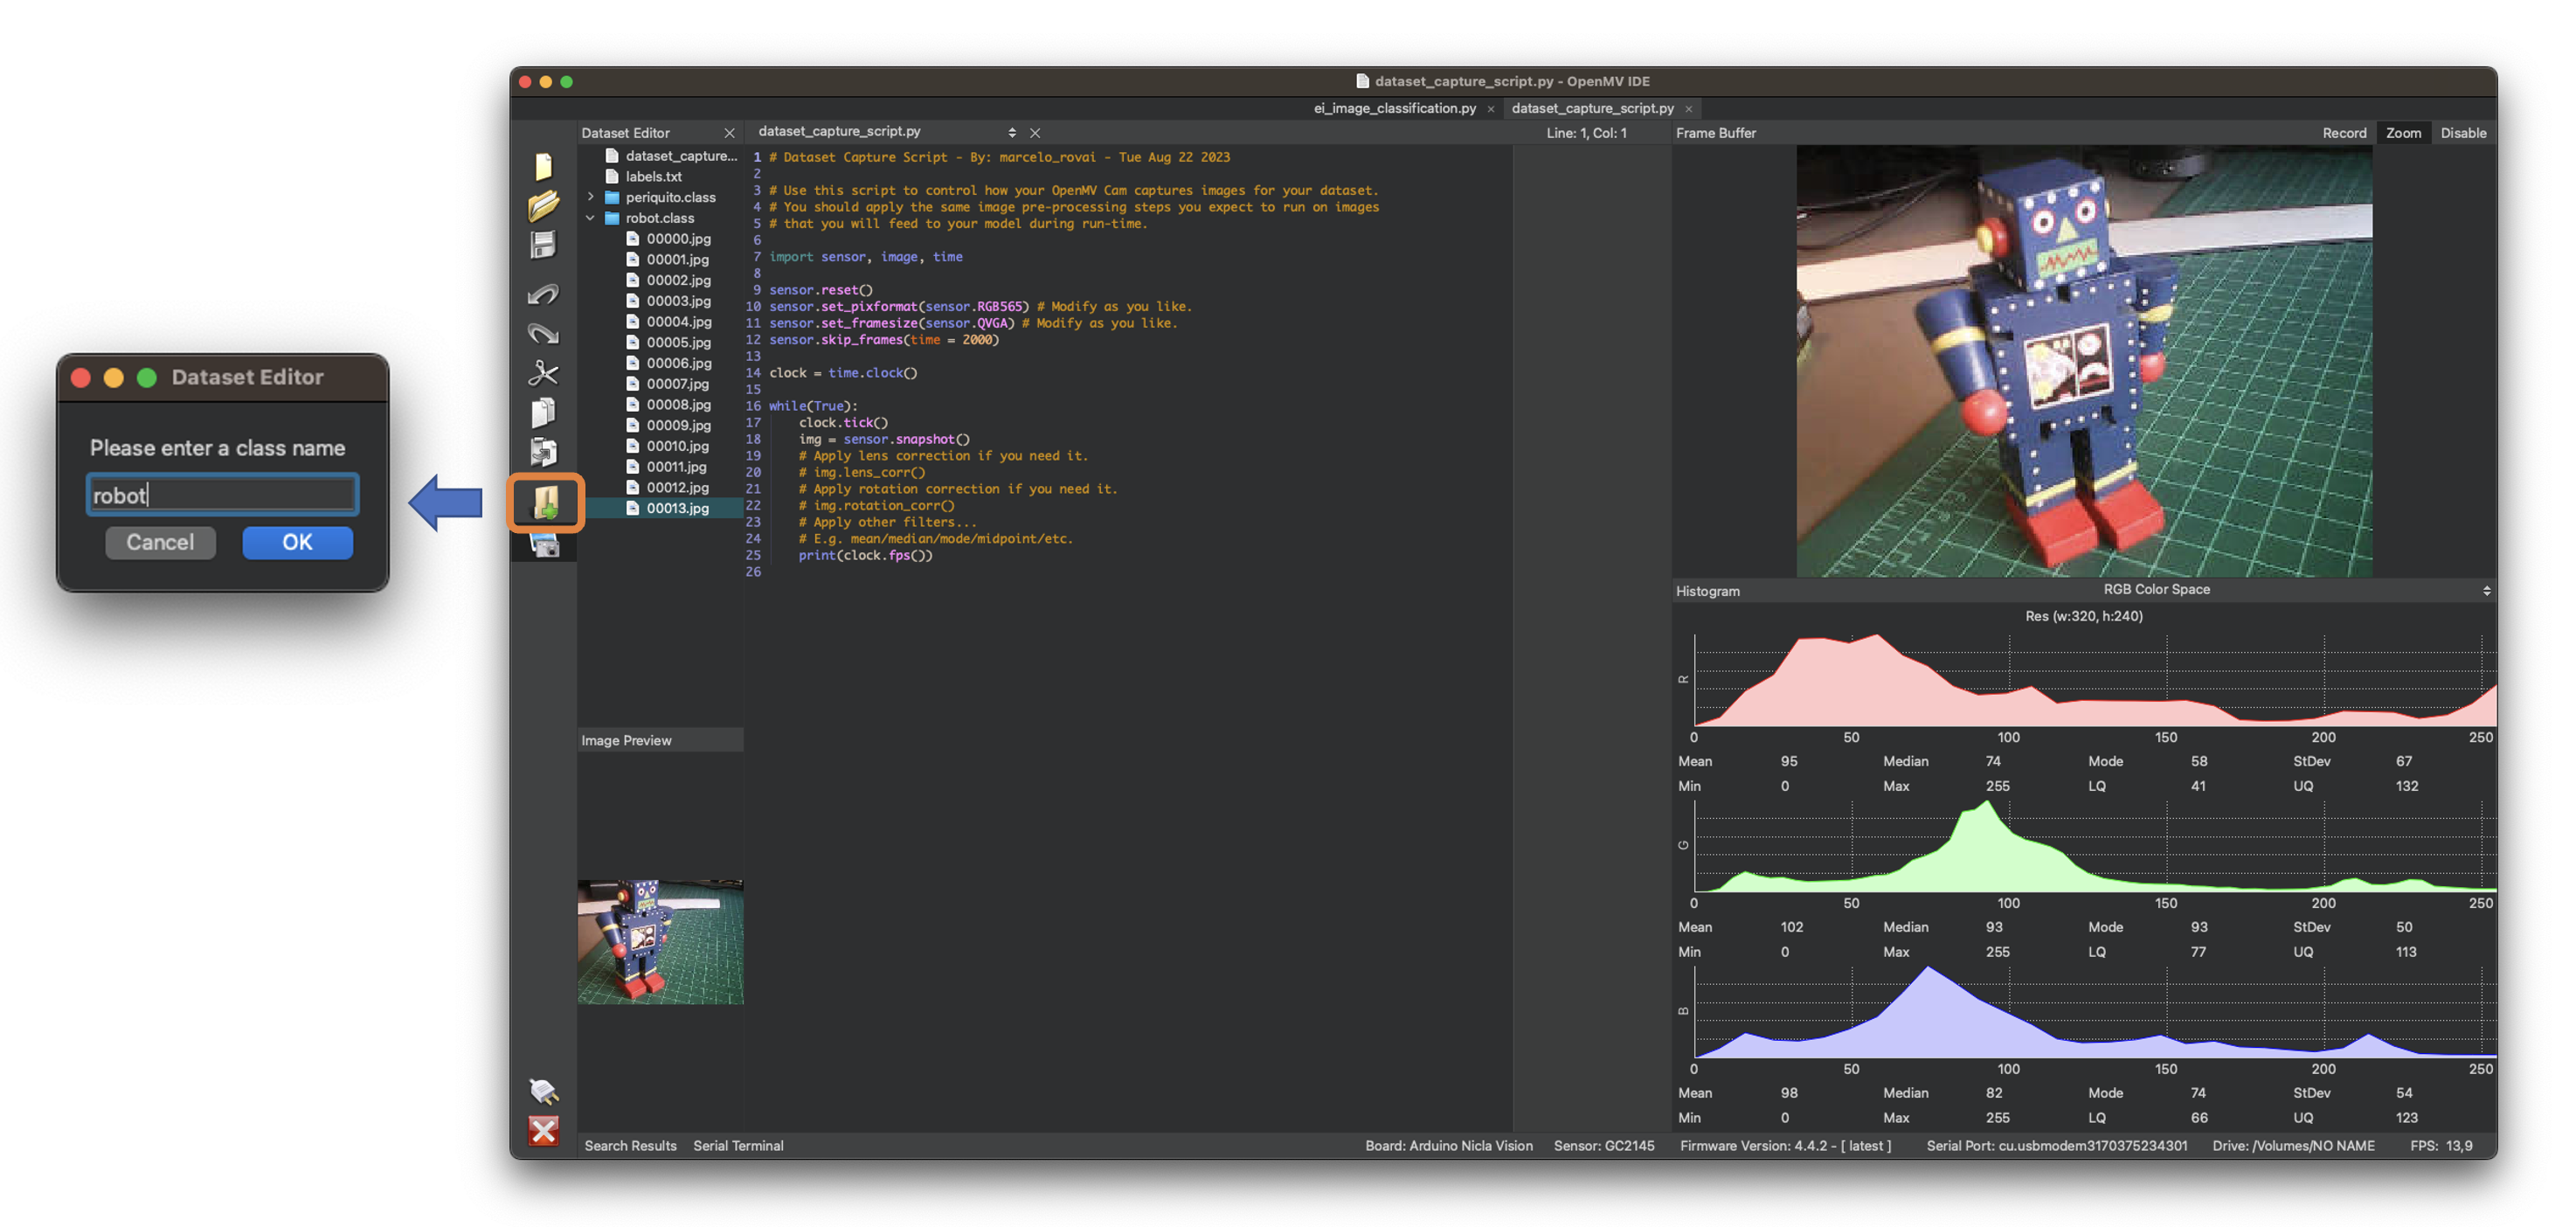 Dataset Editor
Please enter a class name
robot
Cancel
OK
dataset_capture_script.py - OpenMV IDE
ei_image_classification.py ×
dataset_capture_script.py ×
Dataset Editor
dataset_capture...
labels.txt
periquito.class
robot.class
00000.jpg
00001.jpg
00002.jpg
00003.jpg
00004.jpg
00005.jpg
00006.jpg
00007.jpg
00008.jpg
00009.jpg
00010.jpg
00011.jpg
00012.jpg
00013.jpg
Image Preview
dataset_capture_script.py
Line: 1, Col: 1
1 # Dataset Capture Script - By: marcelo_rovai - Tue Aug 22 2023
2
3 # Use this script to control how your OpenMV Cam captures images for your dataset.
4 # You should apply the same image pre-processing steps you expect to run on images
5 # that you will feed to your model during run-time.
6
7 import sensor, image, time
8
9 sensor.reset()
10 sensor.set_pixformat(sensor.RGB565) # Modify as you like.
11 sensor.set_framesize(sensor.QVGA) # Modify as you like.
12 sensor.skip_frames(time = 2000)
13
14 clock = time.clock()
15
16 while(True):
17     clock.tick()
18     img = sensor.snapshot()
19     # Apply lens correction if you need it.
20     # img.lens_corr()
21     # Apply rotation correction if you need it.
22     # img.rotation_corr()
23     # Apply other filters...
24     # E.g. mean/median/mode/midpoint/etc.
25     print(clock.fps())
26
Frame Buffer
Record Zoom Disable
Histogram
RGB Color Space
Res (w:320, h:240)
R
0 50 100 150 200 250
Mean 95 Median 74 Mode 58 StDev 67
Min 0 Max 255 LQ 41 UQ 132
G
0 50 100 150 200 250
Mean 102 Median 93 Mode 93 StDev 50
Min 0 Max 255 LQ 77 UQ 113
B
0 50 100 150 200 250
Mean 98 Median 82 Mode 74 StDev 54
Min 0 Max 255 LQ 66 UQ 123
Search Results Serial Terminal
Board: Arduino Nicla Vision Sensor: GC2145 Firmware Version: 4.4.2 - [ latest ] Serial Port: cu.usbmodem3170375234301 Drive: /Volumes/NO NAME FPS: 13,9